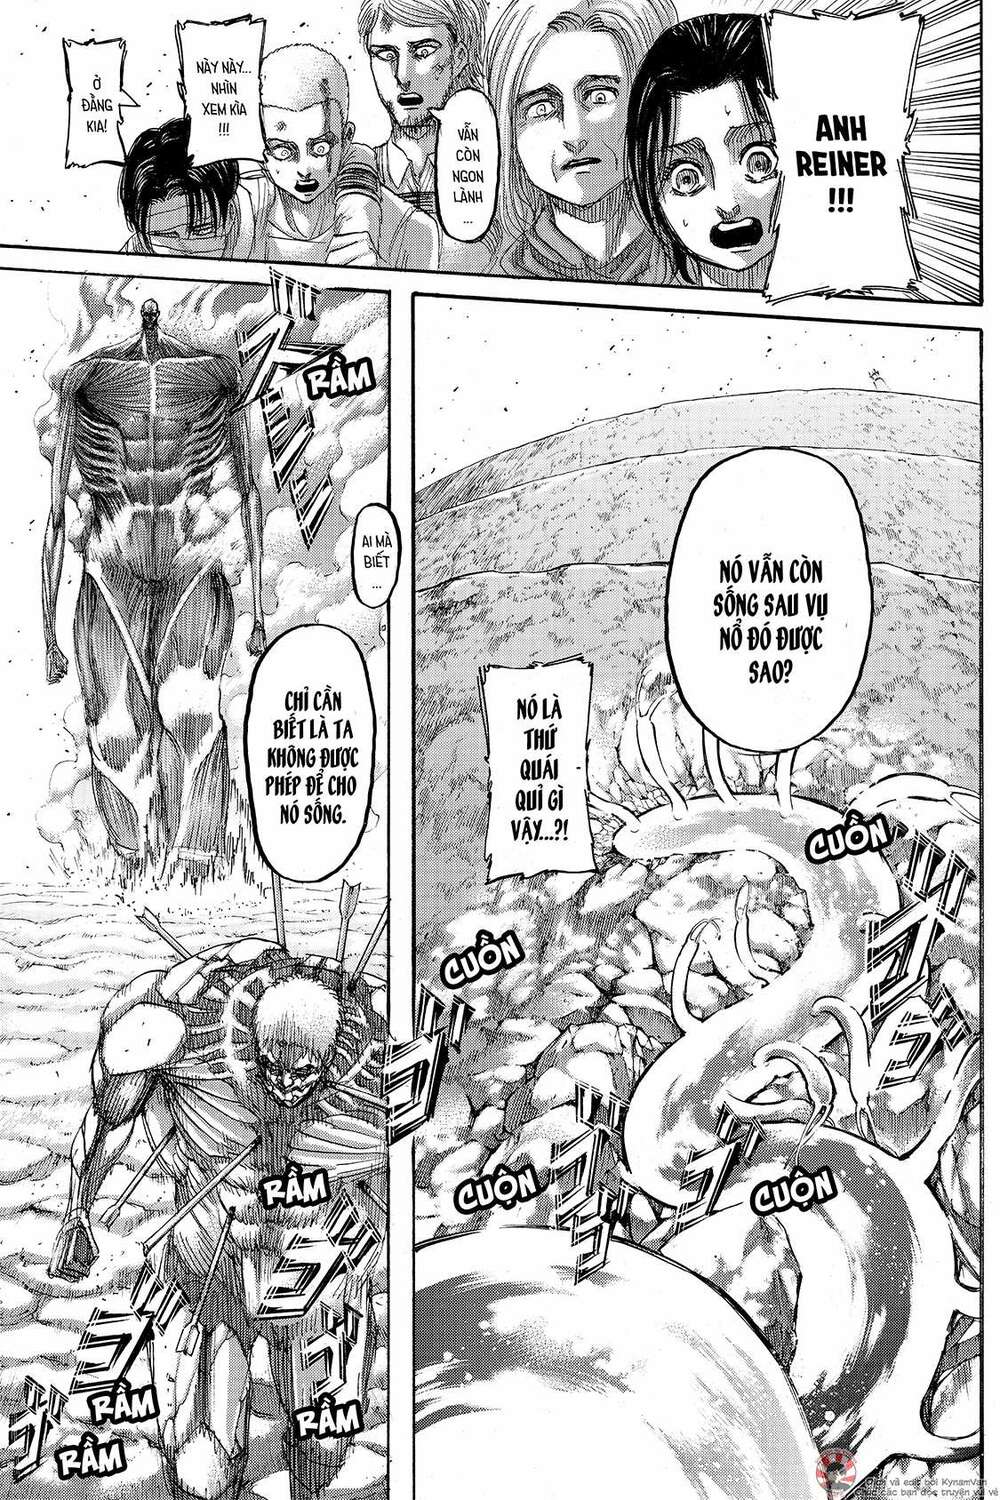 ANH
REINER
!!!
VẪN
CÒN
NGON
LÀNH
...
NÀY NÀY...
NHÌN
XEM KÌA
!!!
Ở
ĐẰNG
KIA!
NÓ VẪN CÒN
SỐNG SAU VỤ
NỔ ĐÓ ĐƯỢC
SAO?
NÓ LÀ
THỨ
QUÁI
QUỈ GÌ
VẬY...?!
CUỒN
CUỒN
CUỘN
CUỘN
RẦM
AI MÀ
BIẾT
...
CHỈ CẦN
BIẾT LÀ TA
KHÔNG ĐƯỢC
PHÉP ĐỂ CHO
NÓ SỐNG.
RẦM
RẦM
RẦM
RẦM